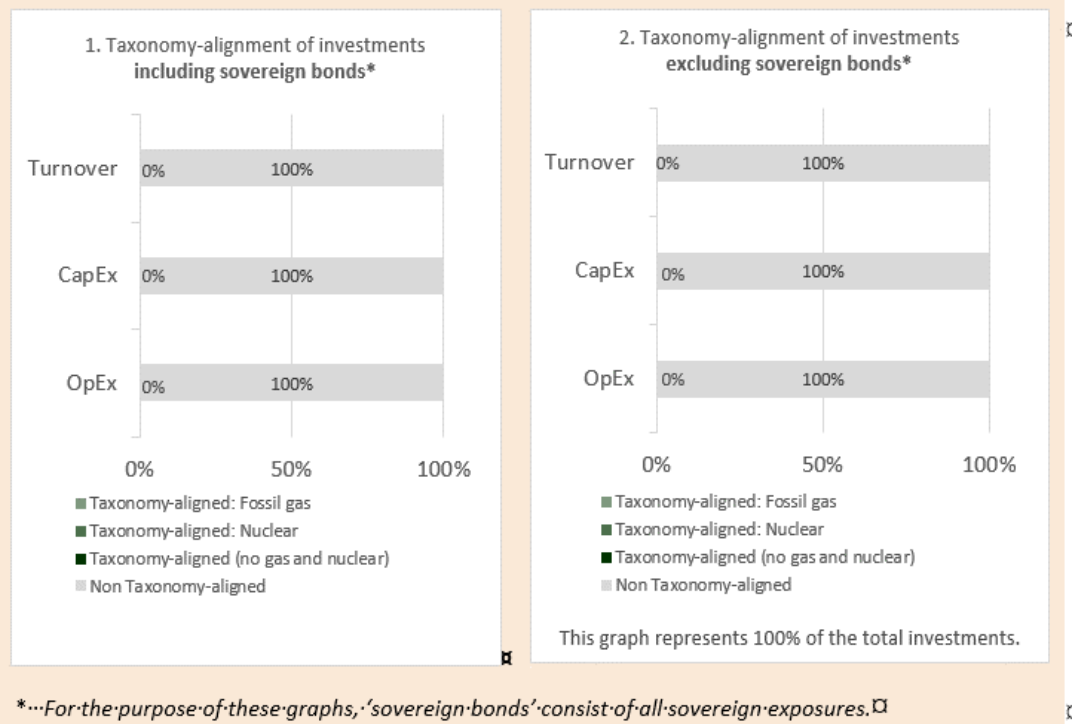 1. Taxonomy-alignment of investments
including sovereign bonds*
Turnover
0%
100%
CapEx
0%
100%
OpEx
0%
100%
0%
50%
100%
Taxonomy-aligned: Fossil gas
Taxonomy-aligned: Nuclear
Taxonomy-aligned (no gas and nuclear)
Non Taxonomy-aligned
¤
2. Taxonomy-alignment of investments
excluding sovereign bonds*
Turnover
0%
100%
CapEx
0%
100%
OpEx
0%
100%
0%
50%
100%
Taxonomy-aligned: Fossil gas
Taxonomy-aligned: Nuclear
Taxonomy-aligned (no gas and nuclear)
Non Taxonomy-aligned
This graph represents 100% of the total investments.
*···For·the·purpose·of·these·graphs,·‘sovereign·bonds’·consist·of·all·sovereign·exposures.¤